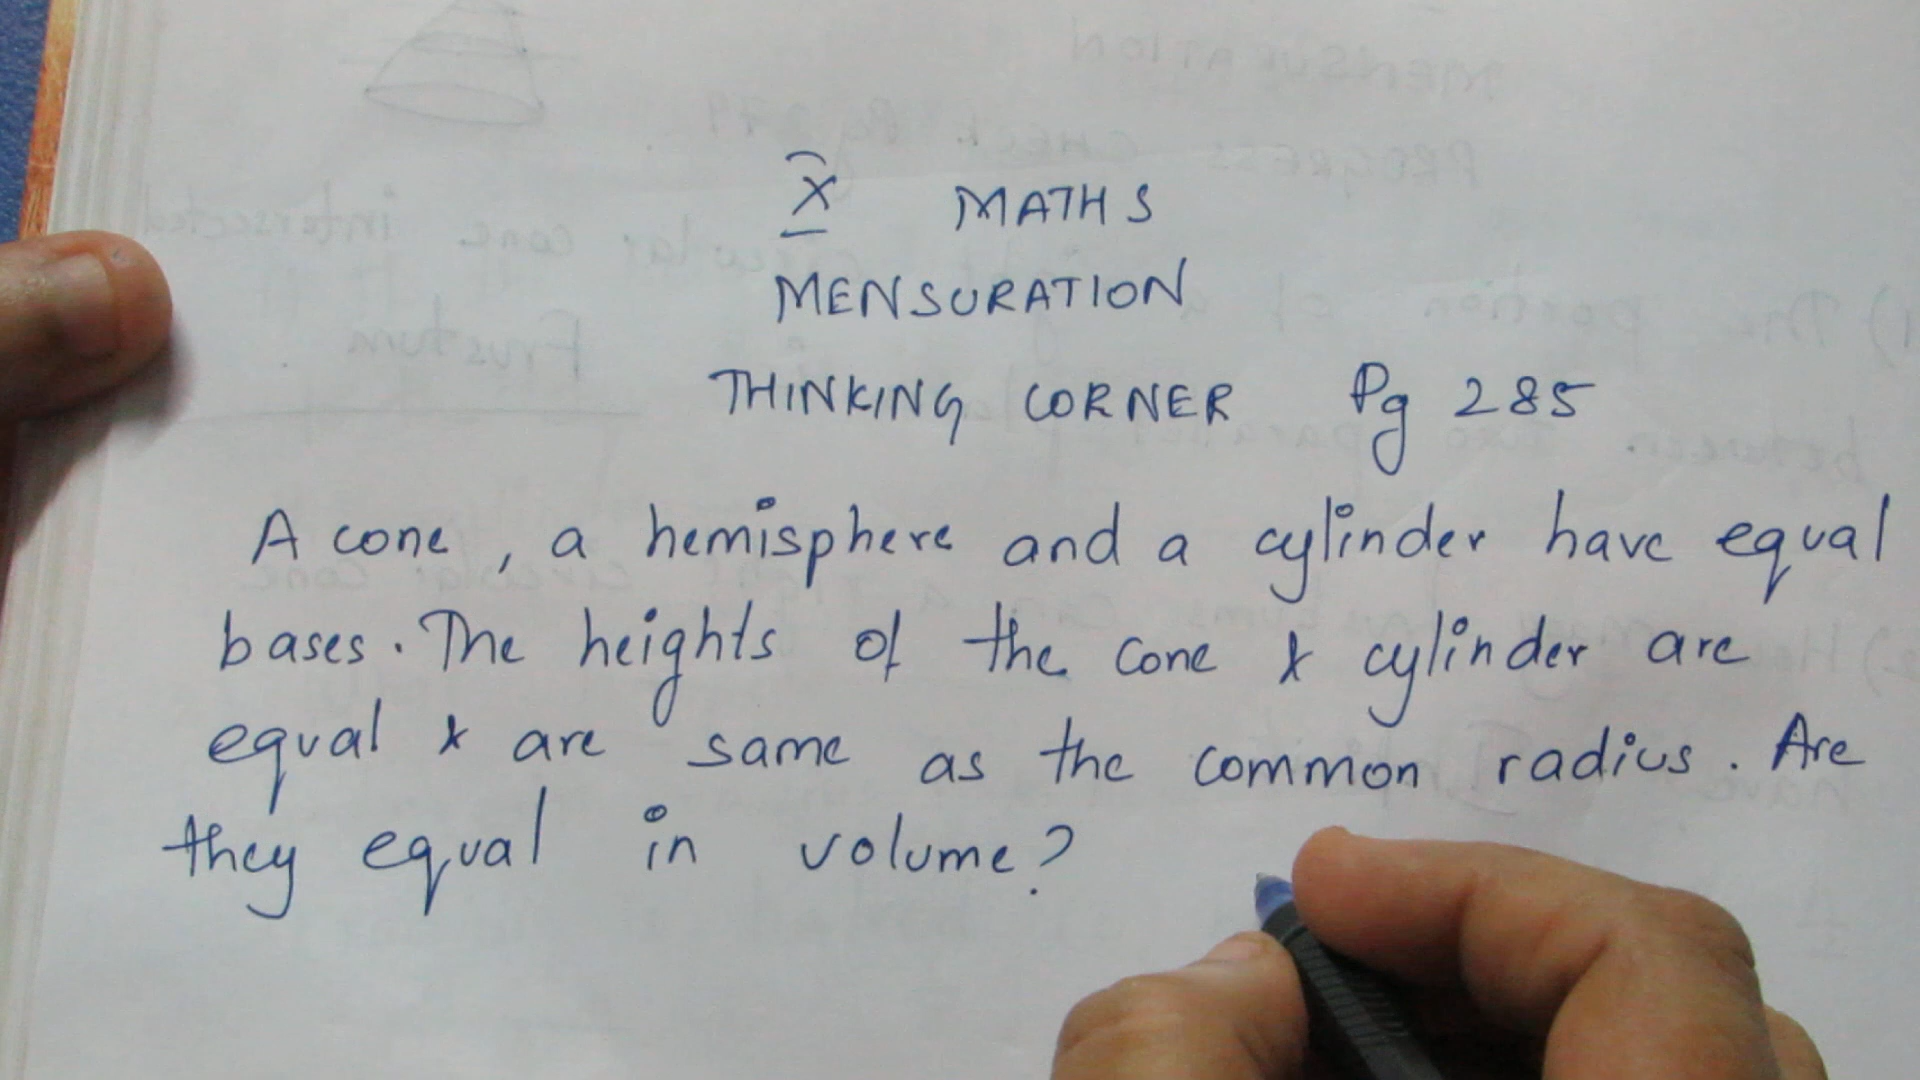 X MATHS
MENSURATION
THINKING CORNER Pg 285
A cone, a hemisphere and a cylinder have equal
bases. The heights of the cone & cylinder are
equal & are same as the common radius. Are
they equal in volume?